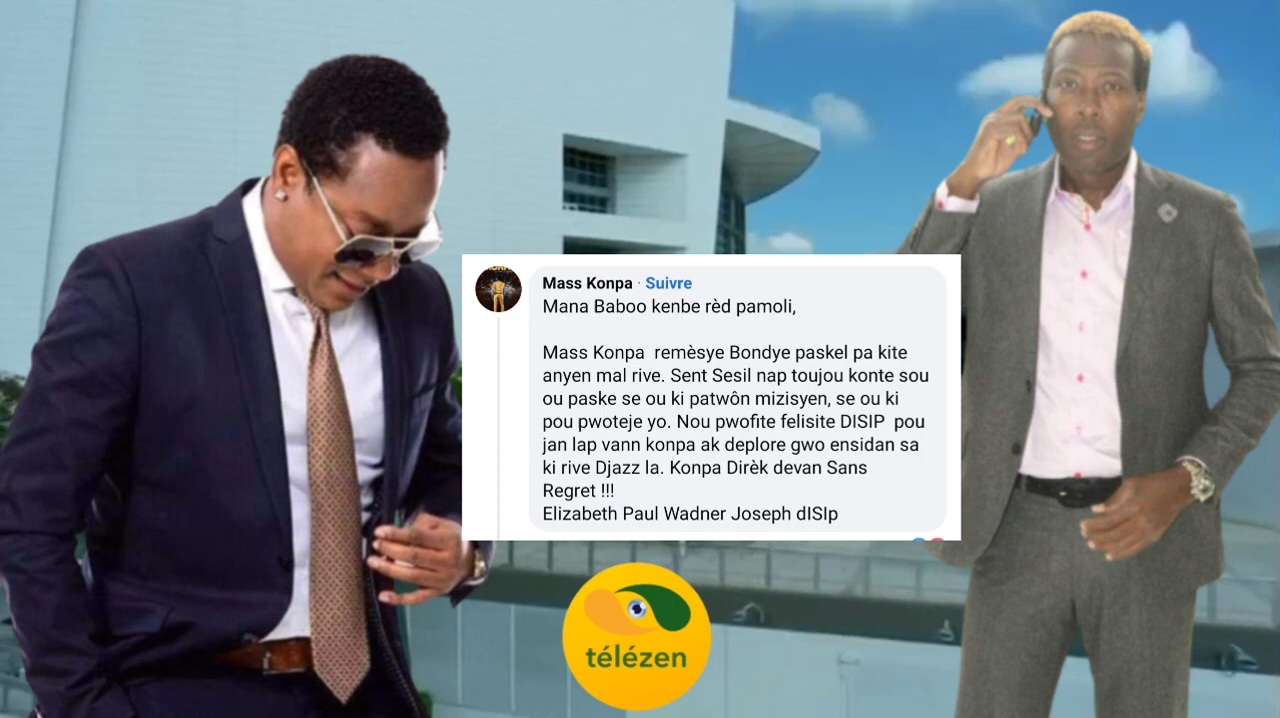 Mass Konpa · Suivre
Mana Baboo kenbe rèd pamoli,
Mass Konpa remèsye Bondye paskel pa kite
anyen mal rive. Sent Sesil nap toujou konte sou
ou paske se ou ki patwôn mizisyen, se ou ki
pou pwoteje yo. Nou pwofite felisite DISIP pou
jan lap vann konpa ak deplore gwo ensidan sa
ki rive Djazz la. Konpa Dirèk devan Sans
Regret !!!
Elizabeth Paul Wadner Joseph dISIp
télézen